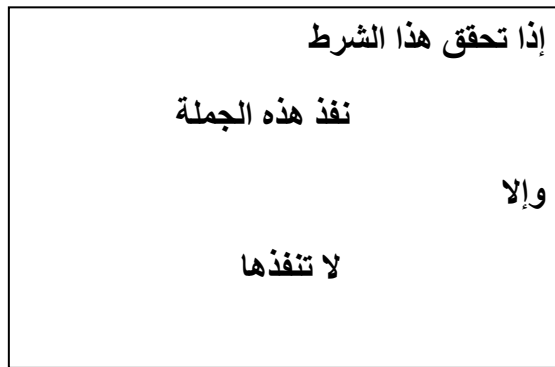 إذا تحقق هذا الشرط
نفذ هذه الجملة
وإلا
لا تنفذها